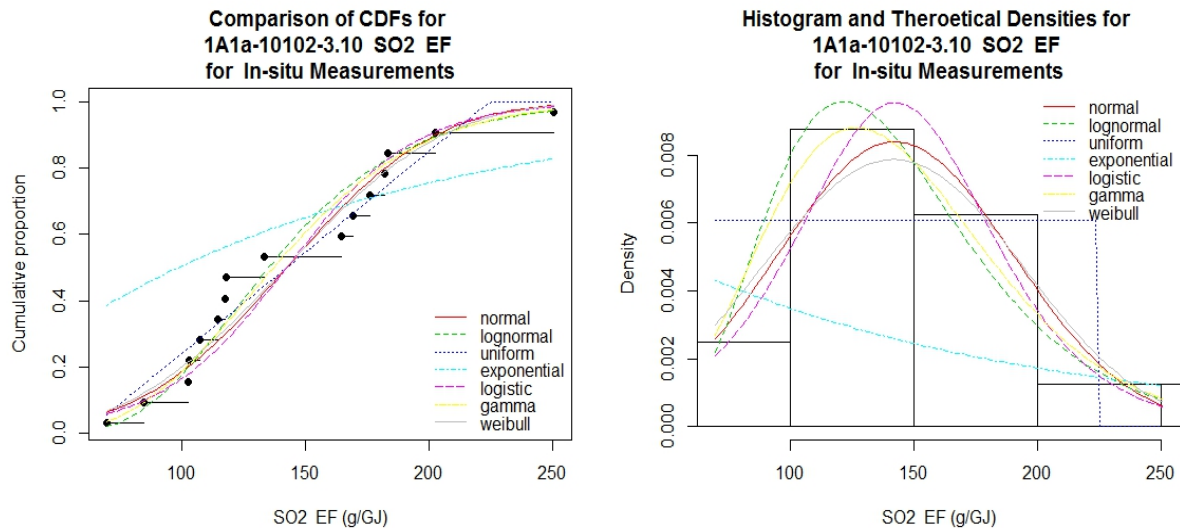 Comparison of CDFs for
1A1a-10102-3.10 SO2 EF
for In-situ Measurements
Cumulative proportion
1.0
0.8
0.6
0.4
0.2
0.0
normal
lognormal
uniform
exponential
logistic
gamma
weibull
100
150
200
250
SO2 EF (g/GJ)
Histogram and Theroetical Densities for
1A1a-10102-3.10 SO2 EF
for In-situ Measurements
Density
0.008
0.006
0.004
0.002
0.000
normal
lognormal
uniform
exponential
logistic
gamma
weibull
100
150
200
250
SO2 EF (g/GJ)